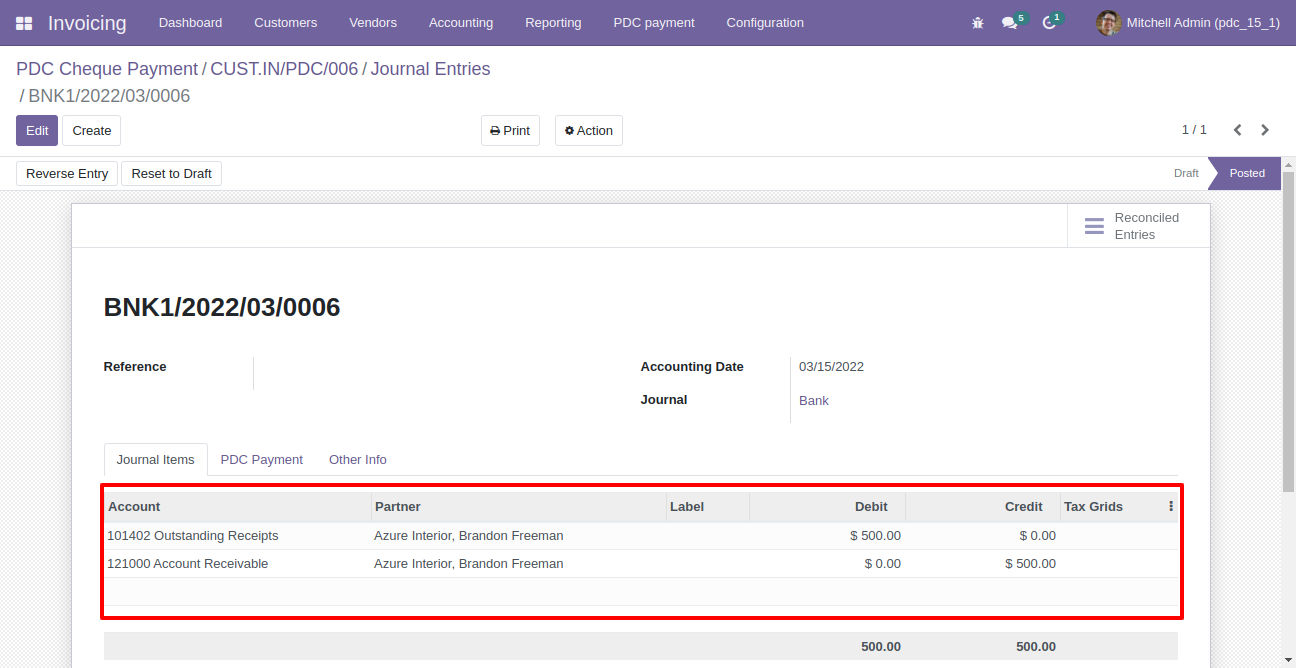 Invoicing Dashboard Customers Vendors Accounting Reporting PDC payment Configuration 5 1 Mitchell Admin (pdc_15_1)
PDC Cheque Payment / CUST.IN/PDC/006 / Journal Entries
/ BNK1/2022/03/0006
Edit Create Print Action 1 / 1
Reverse Entry Reset to Draft Draft Posted
Reconciled
Entries
BNK1/2022/03/0006
Reference Accounting Date 03/15/2022
Journal Bank
Journal Items PDC Payment Other Info
Account Partner Label Debit Credit Tax Grids
101402 Outstanding Receipts Azure Interior, Brandon Freeman $ 500.00 $ 0.00
121000 Account Receivable Azure Interior, Brandon Freeman $ 0.00 $ 500.00
500.00 500.00